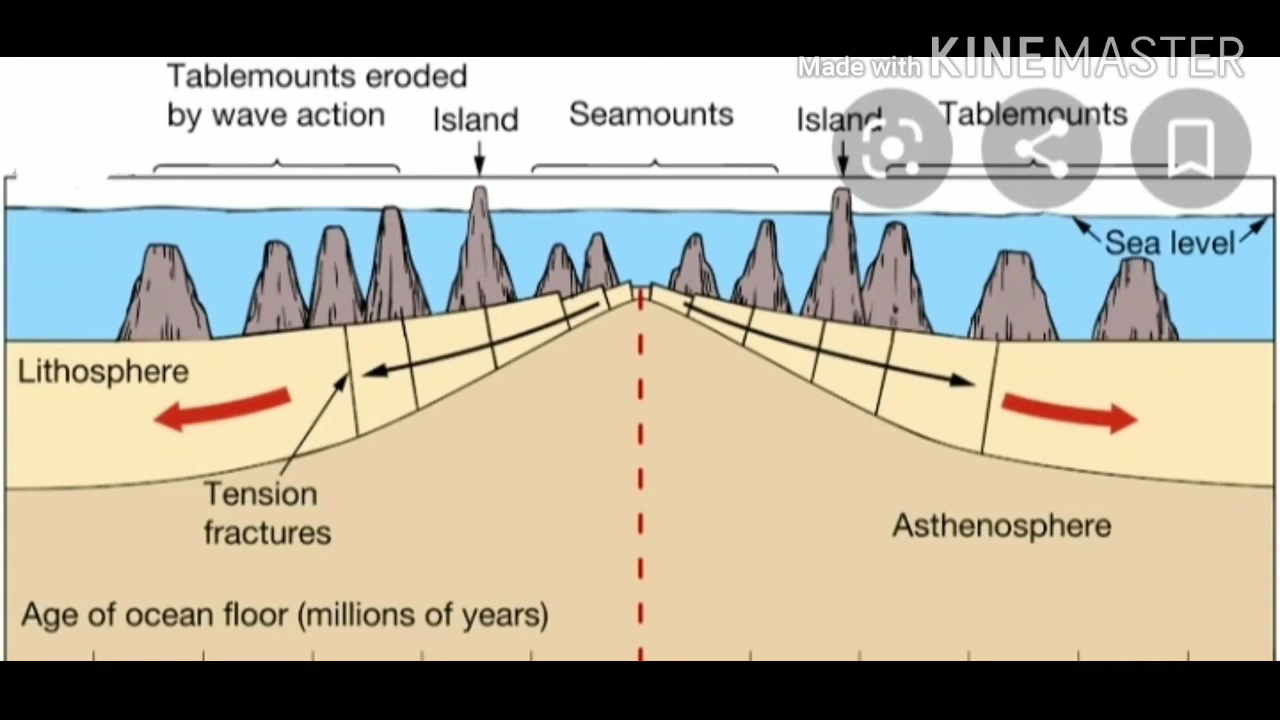 Made with KINEMASTER
Tablemounts eroded
by wave action
Island
Seamounts
Island
Tablemounts
Sea level
Lithosphere
Tension
fractures
Asthenosphere
Age of ocean floor (millions of years)